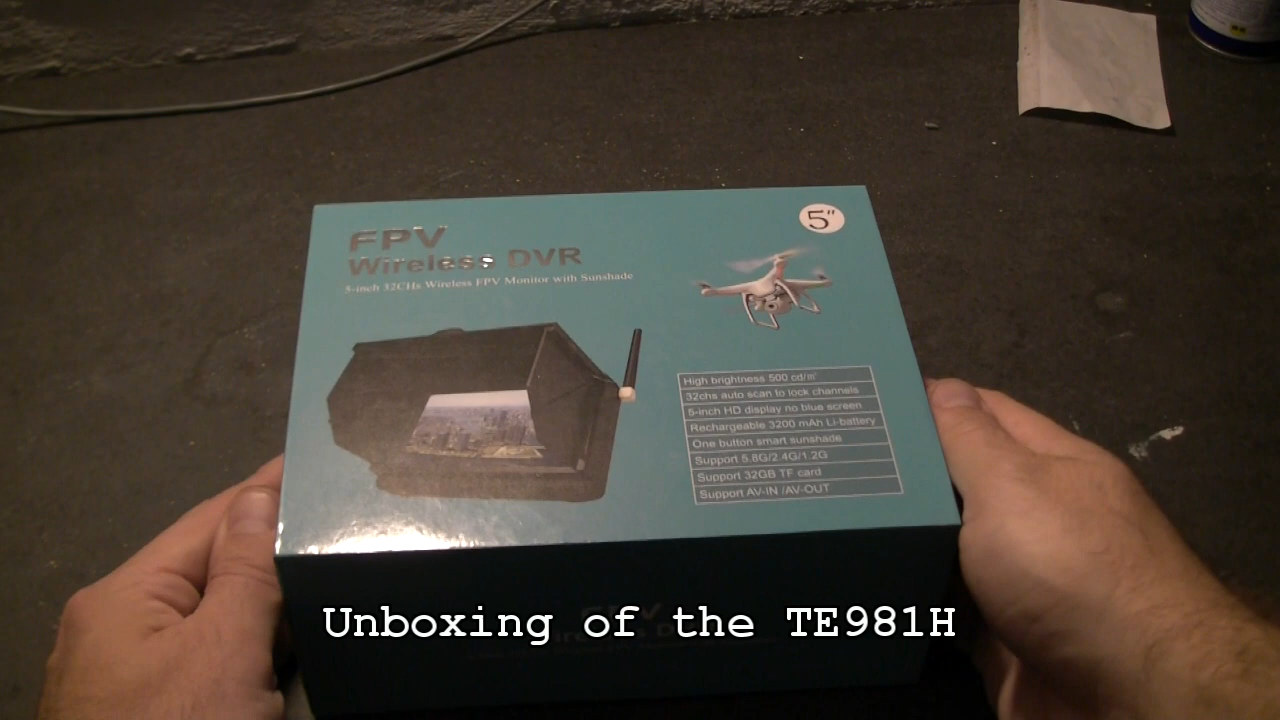 5"
FPV
Wireless DVR
5-inch 32CHs Wireless FPV Monitor with Sunshade
High brightness 500 cd/㎡
32chs auto scan to lock channels
5-inch HD display no blue screen
Rechargeable 3200 mAh Li-battery
One button smart sunshade
Support 5.8G/2.4G/1.2G
Support 32GB TF card
Support AV-IN /AV-OUT
FPV
Unboxing of the TE981H